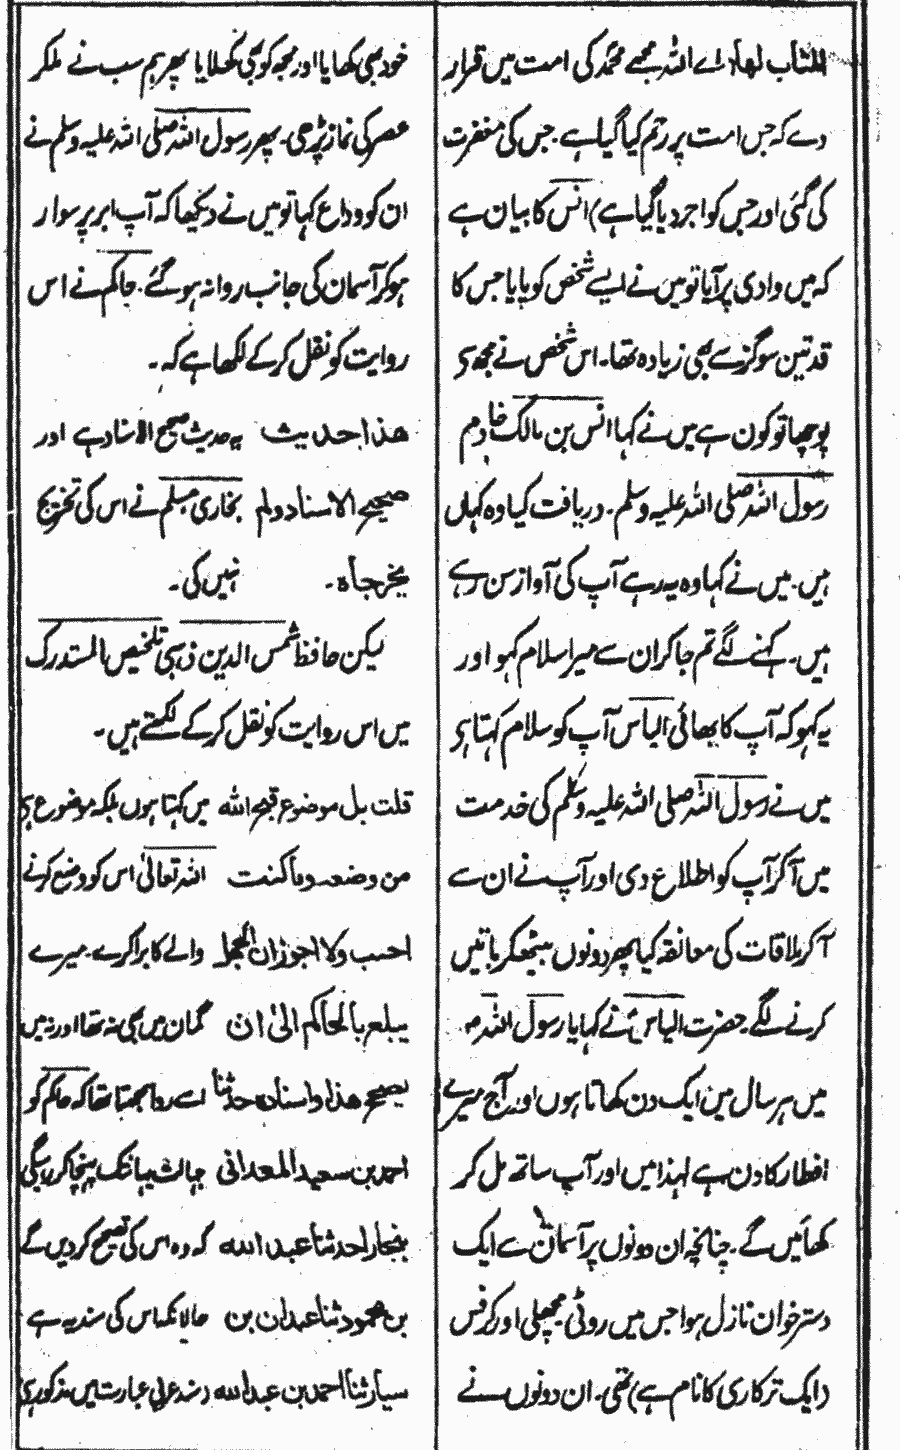 المتاب لها (اے اللہ مجھے محمد کی امت میں قرار
دے کہ جس امت پر رحم کیا گیا ہے۔ جس کی مغفرت
کی گئی اور جس کو اجر دیا گیا ہے) انس کا بیان ہے
کہ میں وادی پر آیا تو میں نے ایسے شخص کو پایا جس کا
قد تین سو گز سے بھی زیادہ تھا۔ اس شخص نے مجھ سے
پوچھا تو کون ہے میں نے کہا انس بن مالک خادم
رسول اللہ صلی اللہ علیہ وسلم۔ دریافت کیا وہ کہاں
ہیں۔ میں نے کہا وہ یہ رہے آپ کی آواز سن رہے
ہیں۔ کہنے لگے تم جا کر ان سے میرا سلام کہو اور
یہ کہو کہ آپ کا بھائی الیاس آپ کو سلام کہتا ہے
میں نے رسول اللہ صلی اللہ علیہ وسلم کی خدمت
میں آ کر آپ کو اطلاع دی اور آپ نے ان سے
آ کر ملاقات کی معانقہ کیا پھر دونوں بیٹھکر باتیں
کرنے لگے۔ حضرت الیاس نے کہا یا رسول اللہ
میں ہر سال میں ایک دن کھاتا ہوں اور آج میرے
افطار کا دن ہے لہذا میں اور آپ ساتھ مل کر
کھائیں گے۔ چنانچہ ان دونوں پر آسمان سے ایک
دسترخوان نازل ہوا جس میں روٹی مچھلی اور کرفس
(ایک ترکاری کا نام ہے) تھی۔ ان دونوں نے
خود بھی کھایا اور مجھ کو بھی کھلایا پھر ہم سب نے ملکر
عصر کی نماز پڑھی۔ پھر رسول اللہ صلی اللہ علیہ وسلم نے
ان کو وداع کہا تو میں نے دیکھا کہ آپ ابر پر سوار
ہو کر آسمان کی جانب روانہ ہو گئے۔ حاکم نے اس
روایت کو نقل کر کے لکھا ہے کہ۔
هذا حديث یہ حدیث صحیح الاسناد ہے اور
صحيح الاسناد ولم بخاری مسلم نے اس کی تخریج
يخرجاه۔ نہیں کی۔
لیکن حافظ شمس الدین ذہبی تلخیص المستدرک
میں اس روایت کو نقل کر کے لکھتے ہیں۔
قلت بل موضوع قبح الله میں کہتا ہوں بلکہ موضوع ہے
من وضعه وما كنت اللہ تعالیٰ اس کو وضع کرنے
احسب ولا اجوز ان الجهل والے کا برا کرے۔ میرے
يبلغ بالحاكم الى ان گمان میں بھی نہ تھا اور نہ میں
يصحح هذا واسناده حدثنا اسے روا سمجھتا تھا کہ حاکم کو
احمد بن سعيد المعداني جہالت یہانتک پہنچا کر رہیگی
ببخارا حدثنا عبد الله کہ وہ اس کی تصحیح کر دیں گے
بن محمود ثنا عبدان بن حالانکہ اس کی سند یہ ہے
سيار ثنا احمد بن عبد الله (سند عربی عبارت میں مذکور ہے